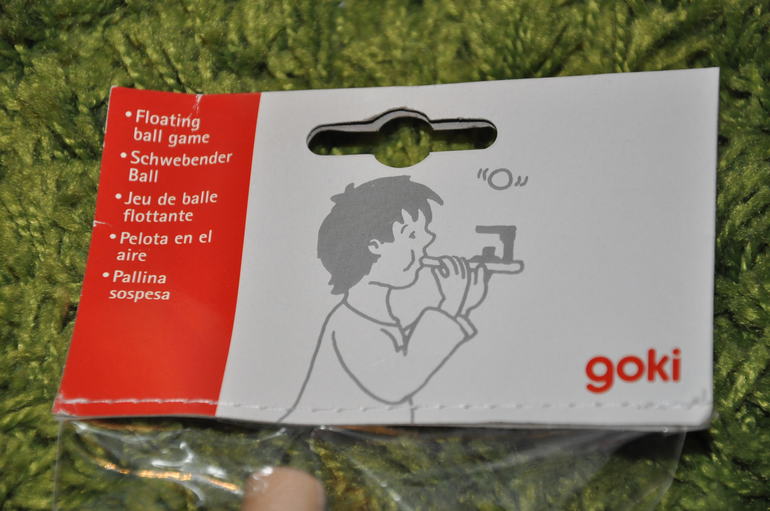 • Floating
ball game
• Schwebender
Ball
• Jeu de balle
flottante
• Pelota en el
aire
• Pallina
sospesa
goki